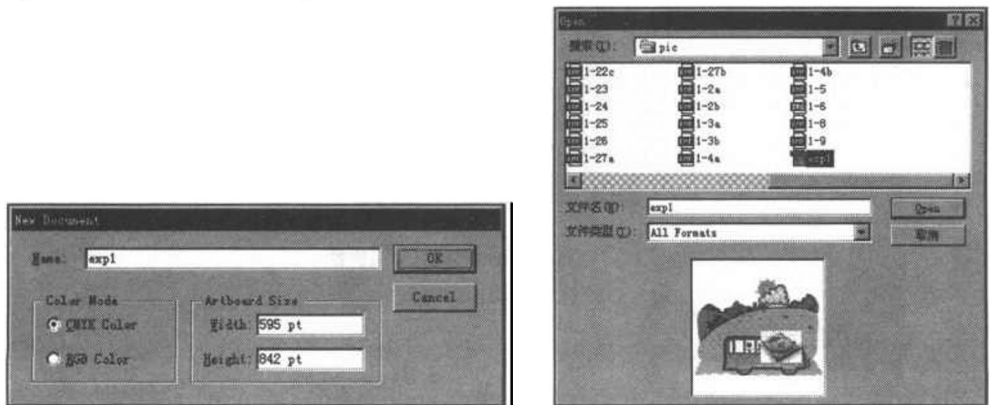 New Document
Name: exp1
OK
Cancel
Color Mode
CMYK Color
RGB Color
Artboard Size
Width: 595 pt
Height: 842 pt
Open
搜索(I): pic
1-22c
1-23
1-24
1-25
1-26
1-27a
1-27b
1-2a
1-2b
1-3a
1-3b
1-4a
1-4b
1-5
1-6
1-8
1-9
exp1
文件名(N): exp1
Open
文件类型(T): All Formats
取消